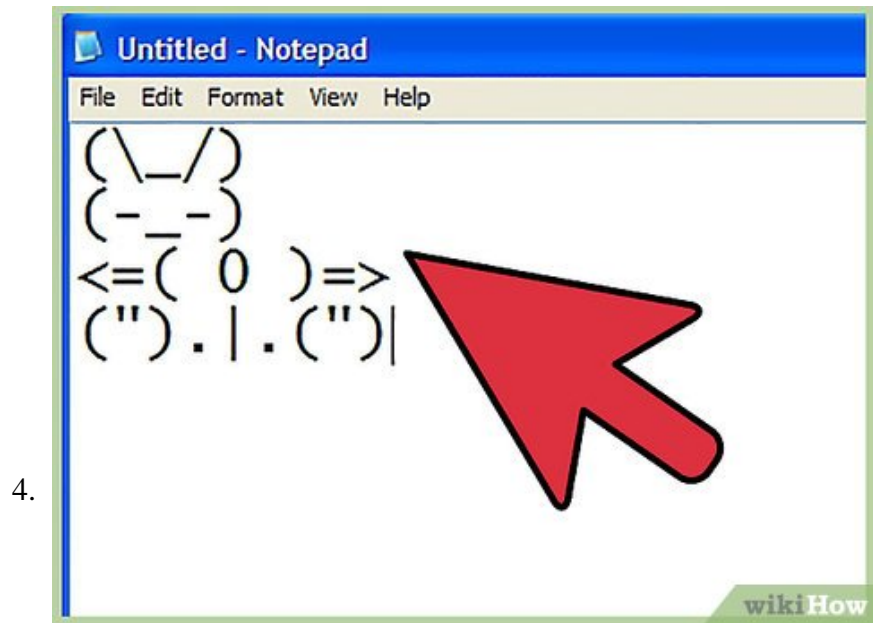 Untitled - Notepad
File Edit Format View Help
(\_/)
(-_-)
<=( 0 )=>
(").|.(")
4.
wikiHow